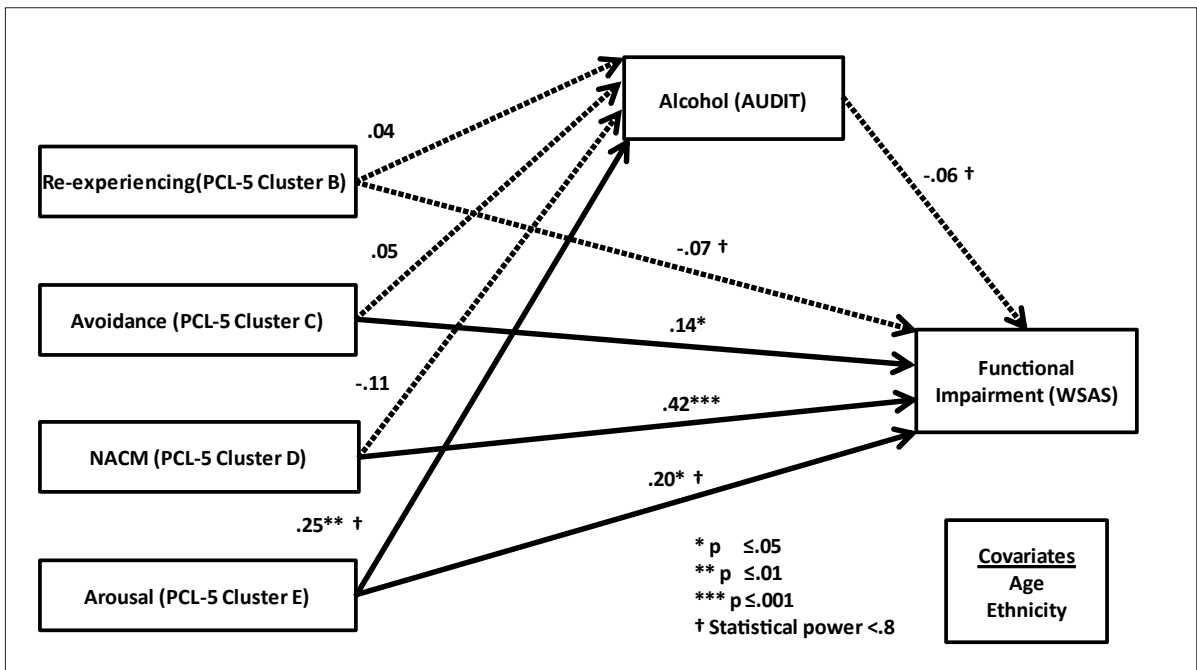 Alcohol (AUDIT)
.04
Re-experiencing(PCL-5 Cluster B)
-.06 †
-.07 †
.05
Avoidance (PCL-5 Cluster C)
.14*
Functional
Impairment (WSAS)
-.11
.42***
NACM (PCL-5 Cluster D)
.20* †
.25** †
* p ≤.05
** p ≤.01
*** p ≤.001
† Statistical power <.8
Arousal (PCL-5 Cluster E)
Covariates
Age
Ethnicity